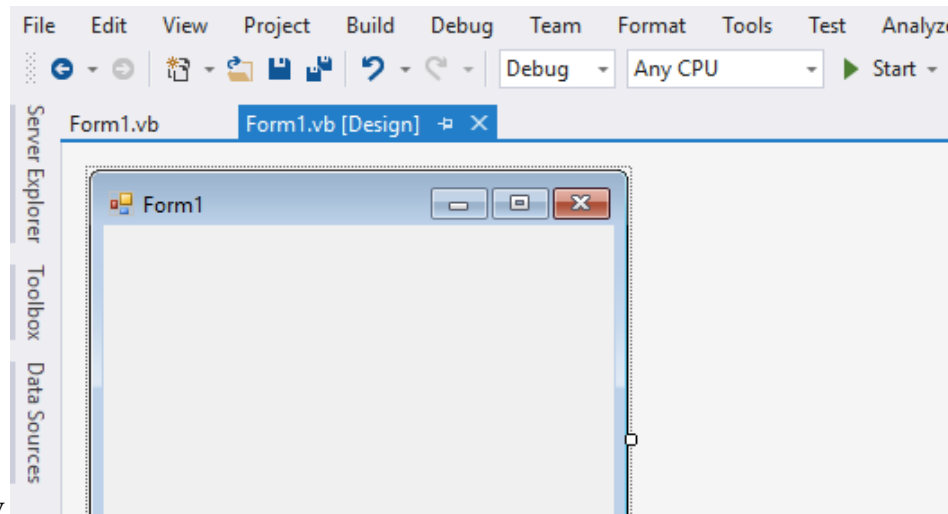 File Edit View Project Build Debug Team Format Tools Test Analyze
Debug Any CPU Start
Form1.vb Form1.vb [Design]
Server Explorer
Toolbox
Data Sources
Form1